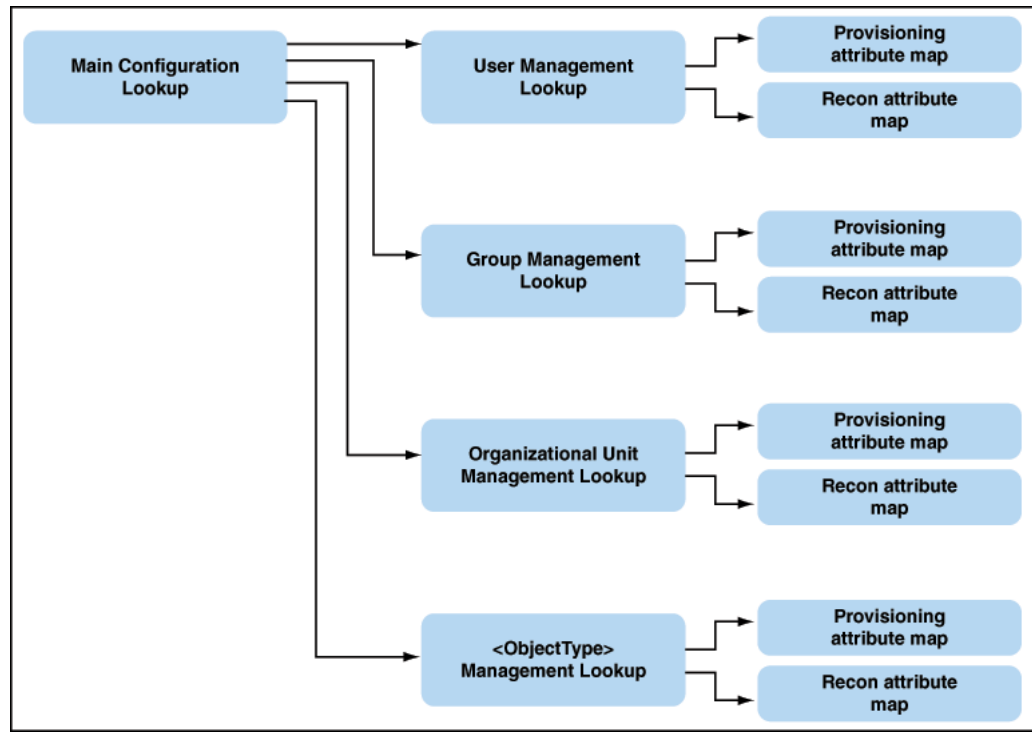 Main Configuration
Lookup
User Management
Lookup
Provisioning
attribute map
Recon attribute
map
Group Management
Lookup
Provisioning
attribute map
Recon attribute
map
Organizational Unit
Management Lookup
Provisioning
attribute map
Recon attribute
map
<ObjectType>
Management Lookup
Provisioning
attribute map
Recon attribute
map